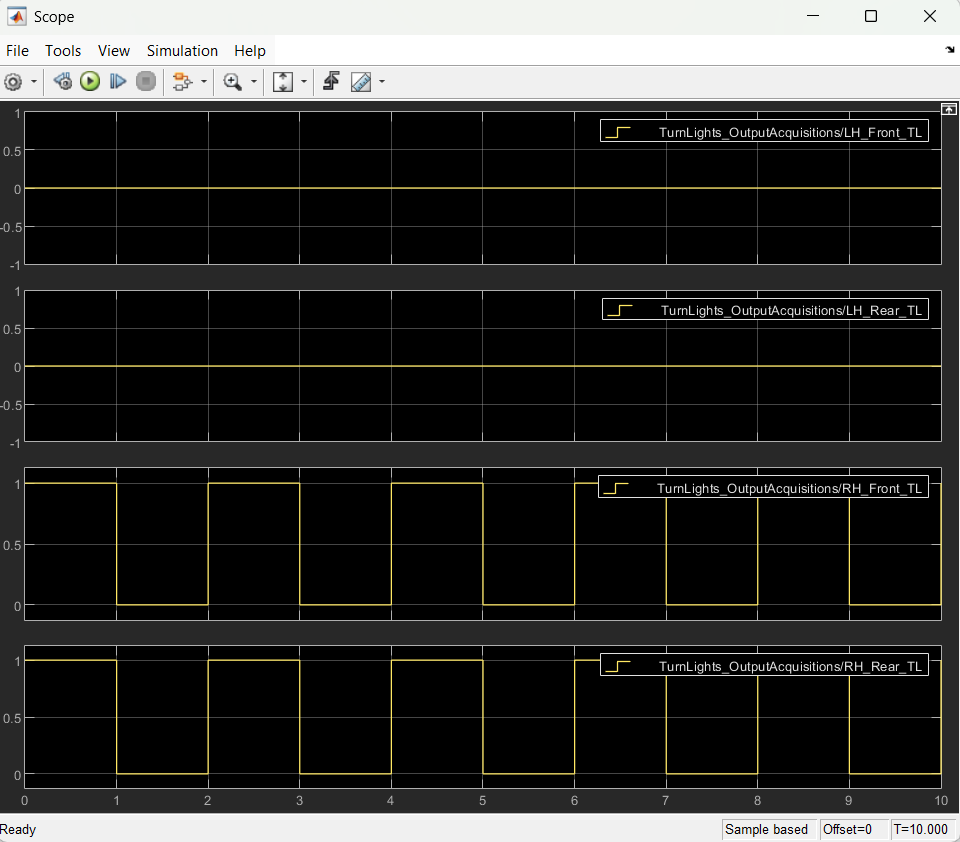 Scope
File Tools View Simulation Help
TurnLights_OutputAcquisitions/LH_Front_TL
1
0.5
0
-0.5
-1
TurnLights_OutputAcquisitions/LH_Rear_TL
1
0.5
0
-0.5
-1
TurnLights_OutputAcquisitions/RH_Front_TL
1
0.5
0
TurnLights_OutputAcquisitions/RH_Rear_TL
1
0.5
0
0 1 2 3 4 5 6 7 8 9 10
Ready Sample based Offset=0 T=10.000